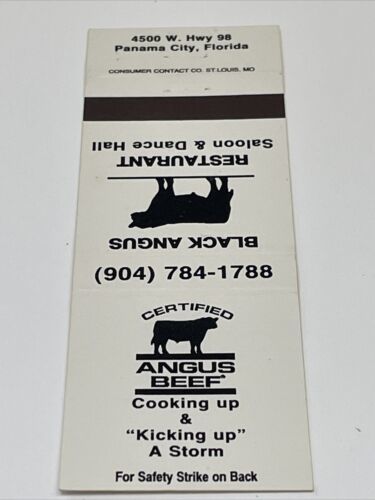 4500 W. Hwy 98
Panama City, Florida
CONSUMER CONTACT CO. ST. LOUIS, MO
BLACK ANGUS
RESTAURANT
Saloon & Dance Hall
(904) 784-1788
CERTIFIED
ANGUS
BEEF
Cooking up
&
"Kicking up"
A Storm
For Safety Strike on Back